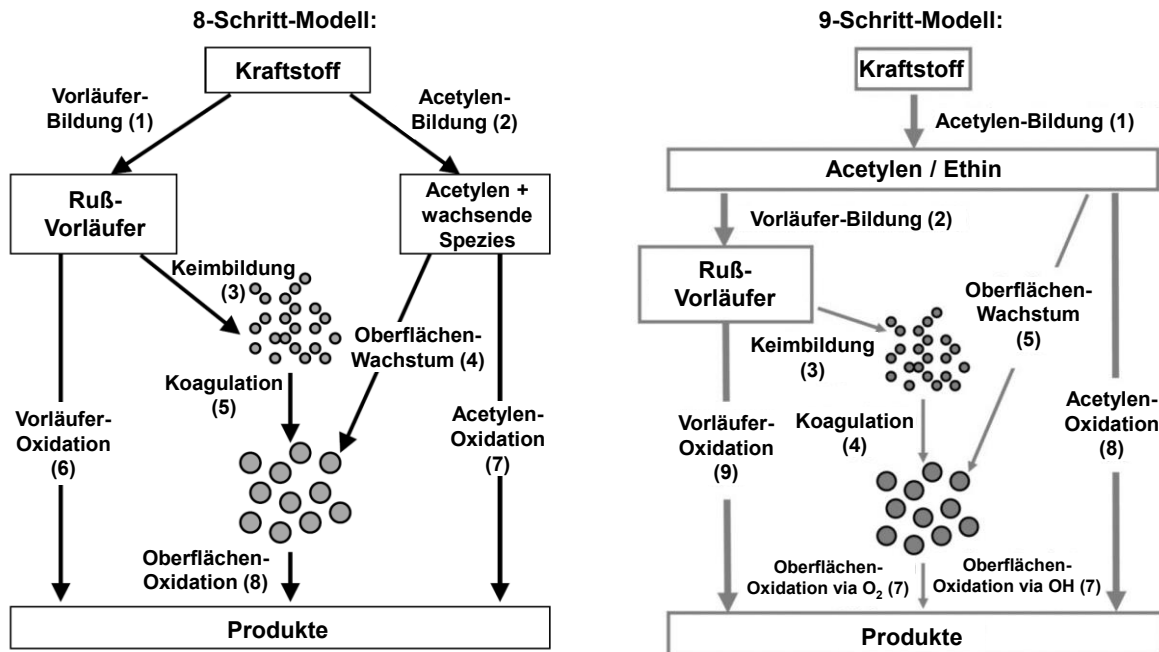 8-Schritt-Modell:
Kraftstoff
Vorläufer-
Bildung (1)
Acetylen-
Bildung (2)
Ruß-
Vorläufer
Acetylen +
wachsende
Spezies
Keimbildung
(3)
Oberflächen-
Wachstum (4)
Koagulation
(5)
Vorläufer-
Oxidation
(6)
Acetylen-
Oxidation
(7)
Oberflächen-
Oxidation (8)
Produkte
9-Schritt-Modell:
Kraftstoff
Acetylen-Bildung (1)
Acetylen / Ethin
Vorläufer-Bildung (2)
Ruß-
Vorläufer
Oberflächen-
Wachstum
(5)
Keimbildung
(3)
Vorläufer-
Oxidation
(9)
Koagulation
(4)
Acetylen-
Oxidation
(8)
Oberflächen-
Oxidation via O₂ (7)
Oberflächen-
Oxidation via OH (7)
Produkte